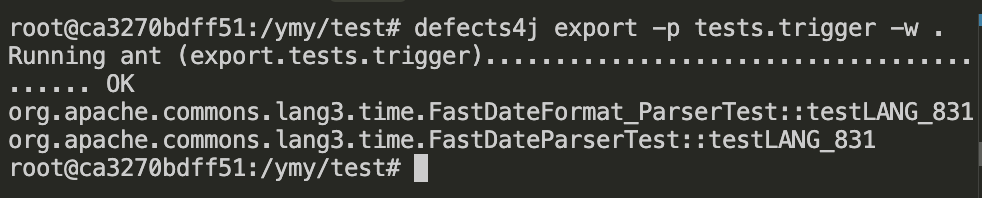 root@ca3270bdff51:/ymy/test# defects4j export -p tests.trigger -w .
Running ant (export.tests.trigger)...................................
...... OK
org.apache.commons.lang3.time.FastDateFormat_ParserTest::testLANG_831
org.apache.commons.lang3.time.FastDateParserTest::testLANG_831
root@ca3270bdff51:/ymy/test#